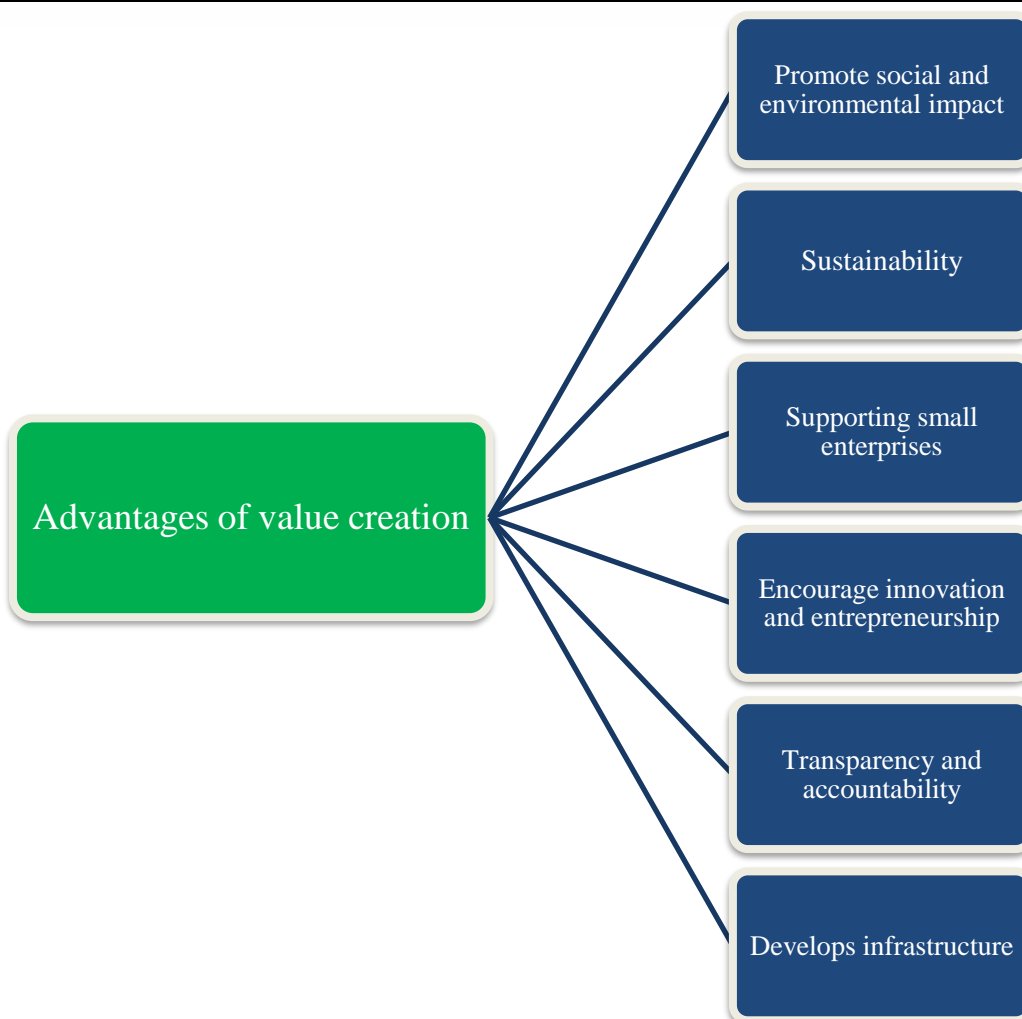 Promote social and
environmental impact
Sustainability
Supporting small
enterprises
Advantages of value creation
Encourage innovation
and entrepreneurship
Transparency and
accountability
Develops infrastructure